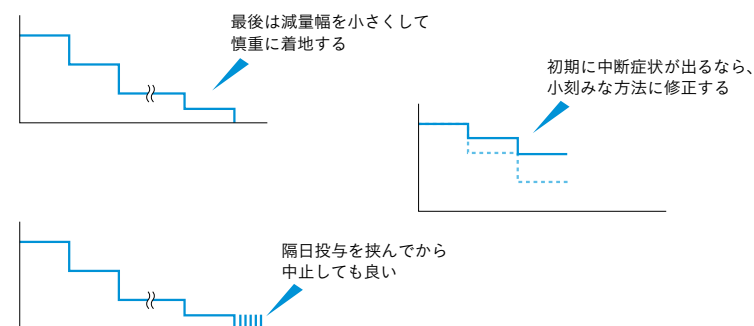 最後は減量幅を小さくして
慎重に着地する
初期に中断症状が出るなら、
小刻みな方法に修正する
隔日投与を挟んでから
中止しても良い